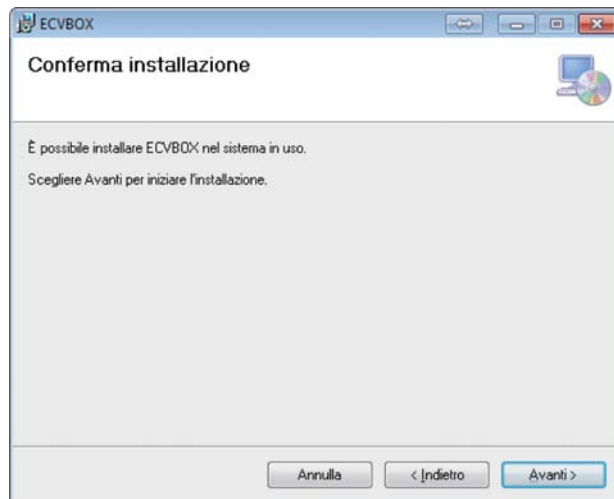 ECVBOX
Conferma installazione
È possibile installare ECVBOX nel sistema in uso.
Scegliere Avanti per iniziare l'installazione.
Annulla
< Indietro
Avanti >